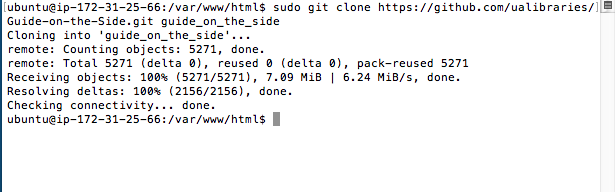 [ubuntu@ip-172-31-25-66:/var/www/html$ sudo git clone https://github.com/ualibraries/]
Guide-on-the-Side.git guide_on_the_side
Cloning into 'guide_on_the_side'...
remote: Counting objects: 5271, done.
remote: Total 5271 (delta 0), reused 0 (delta 0), pack-reused 5271
Receiving objects: 100% (5271/5271), 7.09 MiB | 6.24 MiB/s, done.
Resolving deltas: 100% (2156/2156), done.
Checking connectivity... done.
ubuntu@ip-172-31-25-66:/var/www/html$